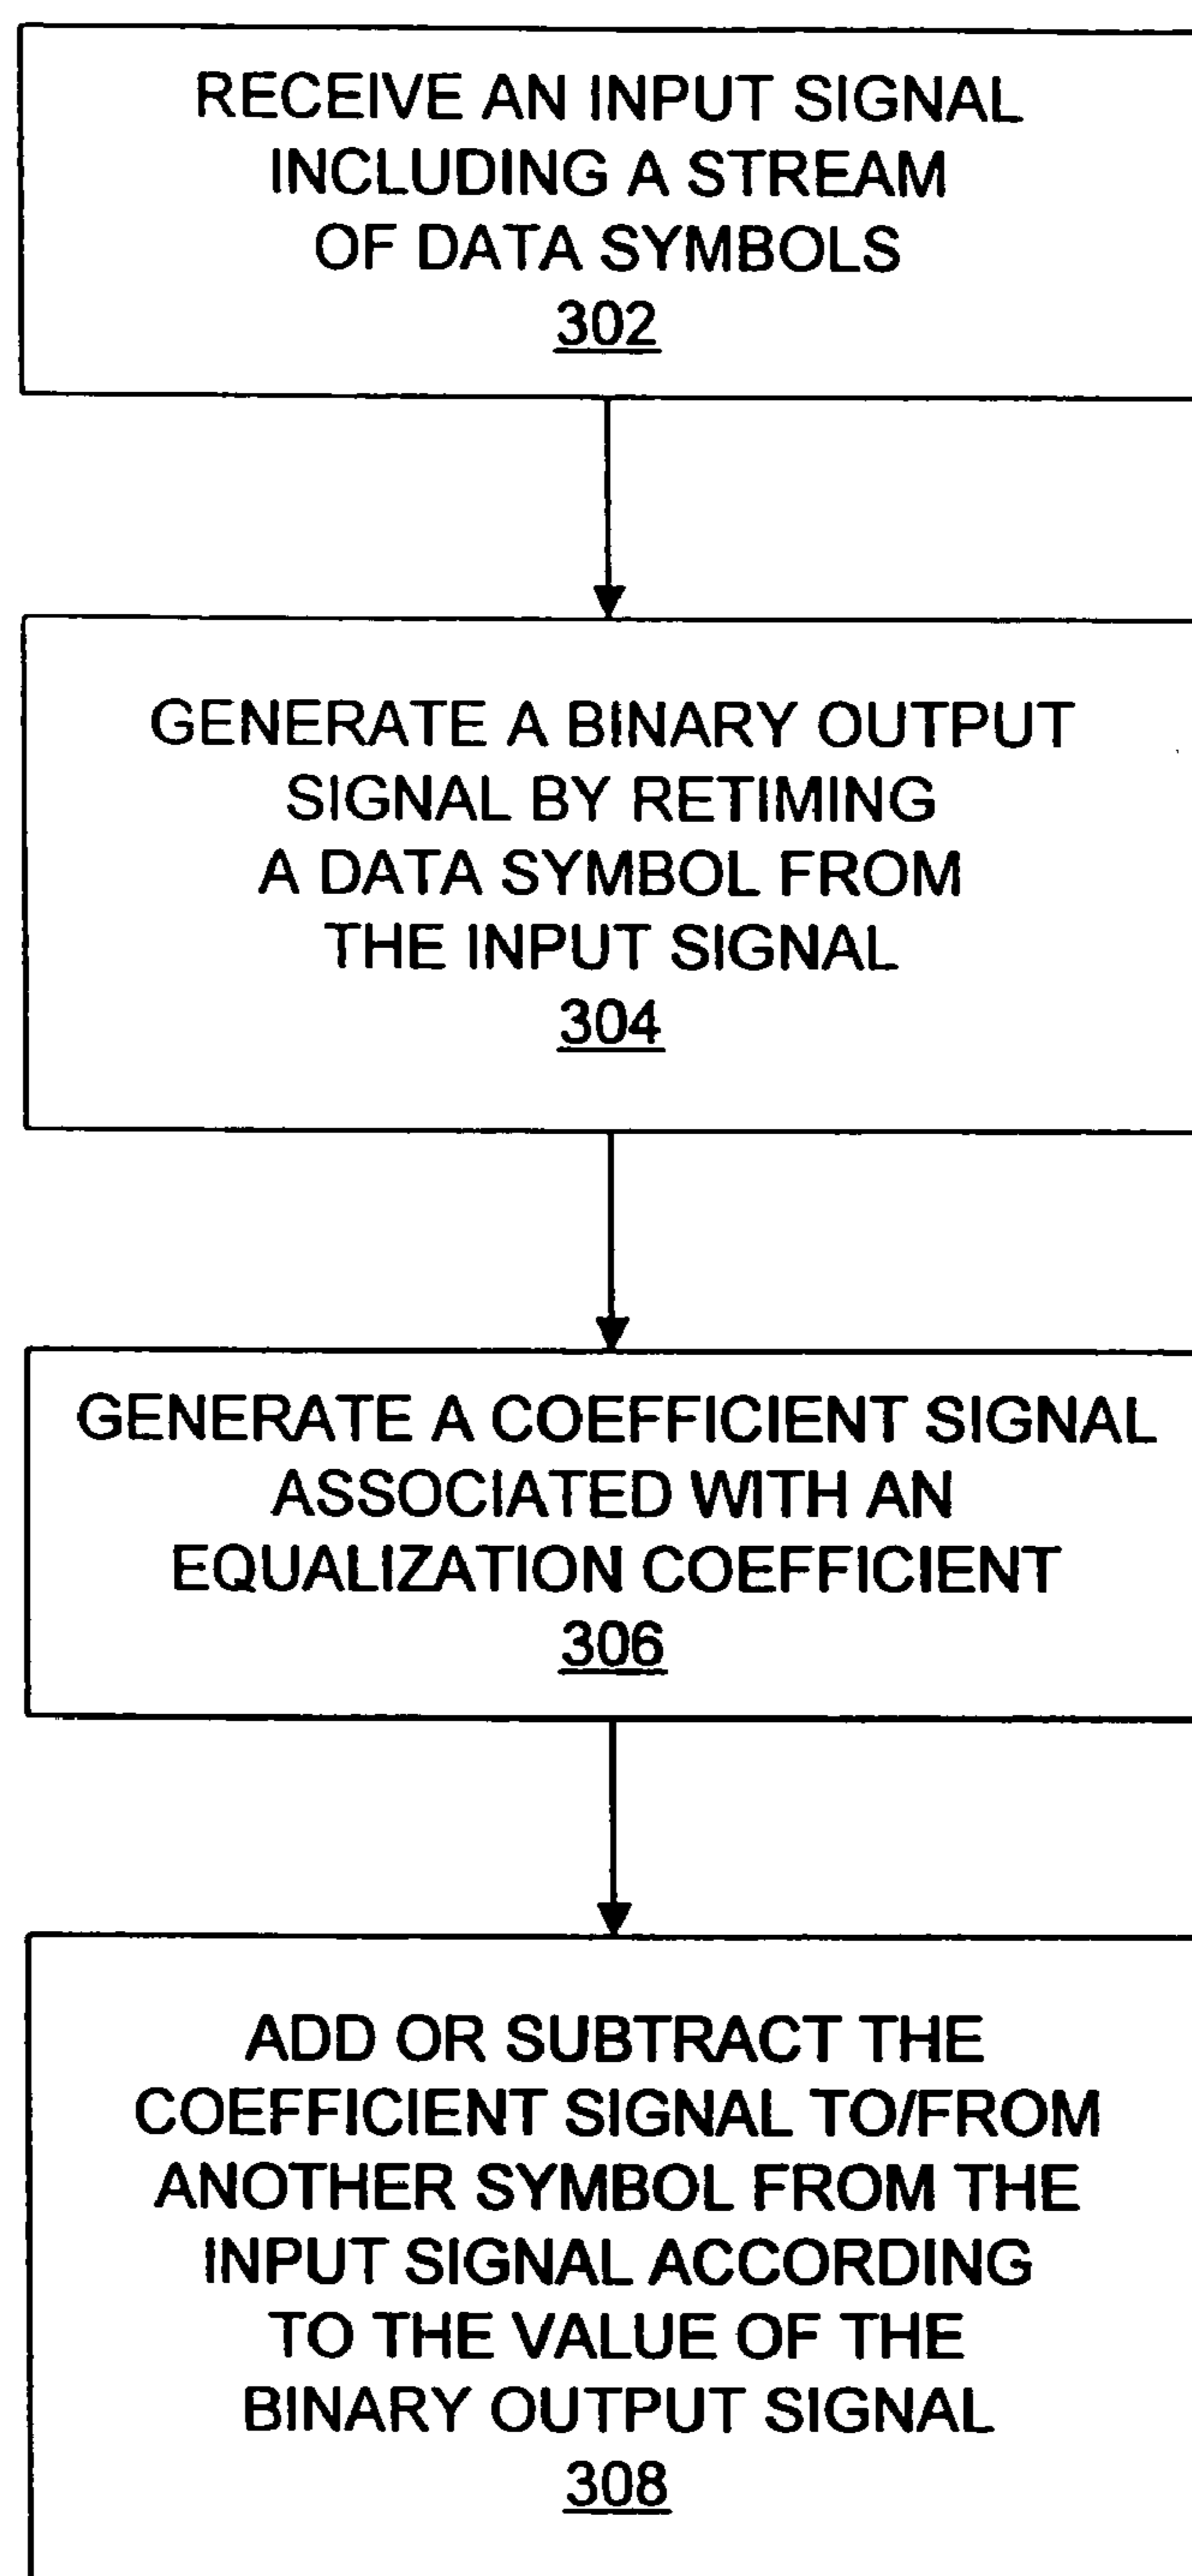 RECEIVE AN INPUT SIGNAL
INCLUDING A STREAM
OF DATA SYMBOLS
302
GENERATE A BINARY OUTPUT
SIGNAL BY RETIMING
A DATA SYMBOL FROM
THE INPUT SIGNAL
304
GENERATE A COEFFICIENT SIGNAL
ASSOCIATED WITH AN
EQUALIZATION COEFFICIENT
306
ADD OR SUBTRACT THE
COEFFICIENT SIGNAL TO/FROM
ANOTHER SYMBOL FROM THE
INPUT SIGNAL ACCORDING
TO THE VALUE OF THE
BINARY OUTPUT SIGNAL
308